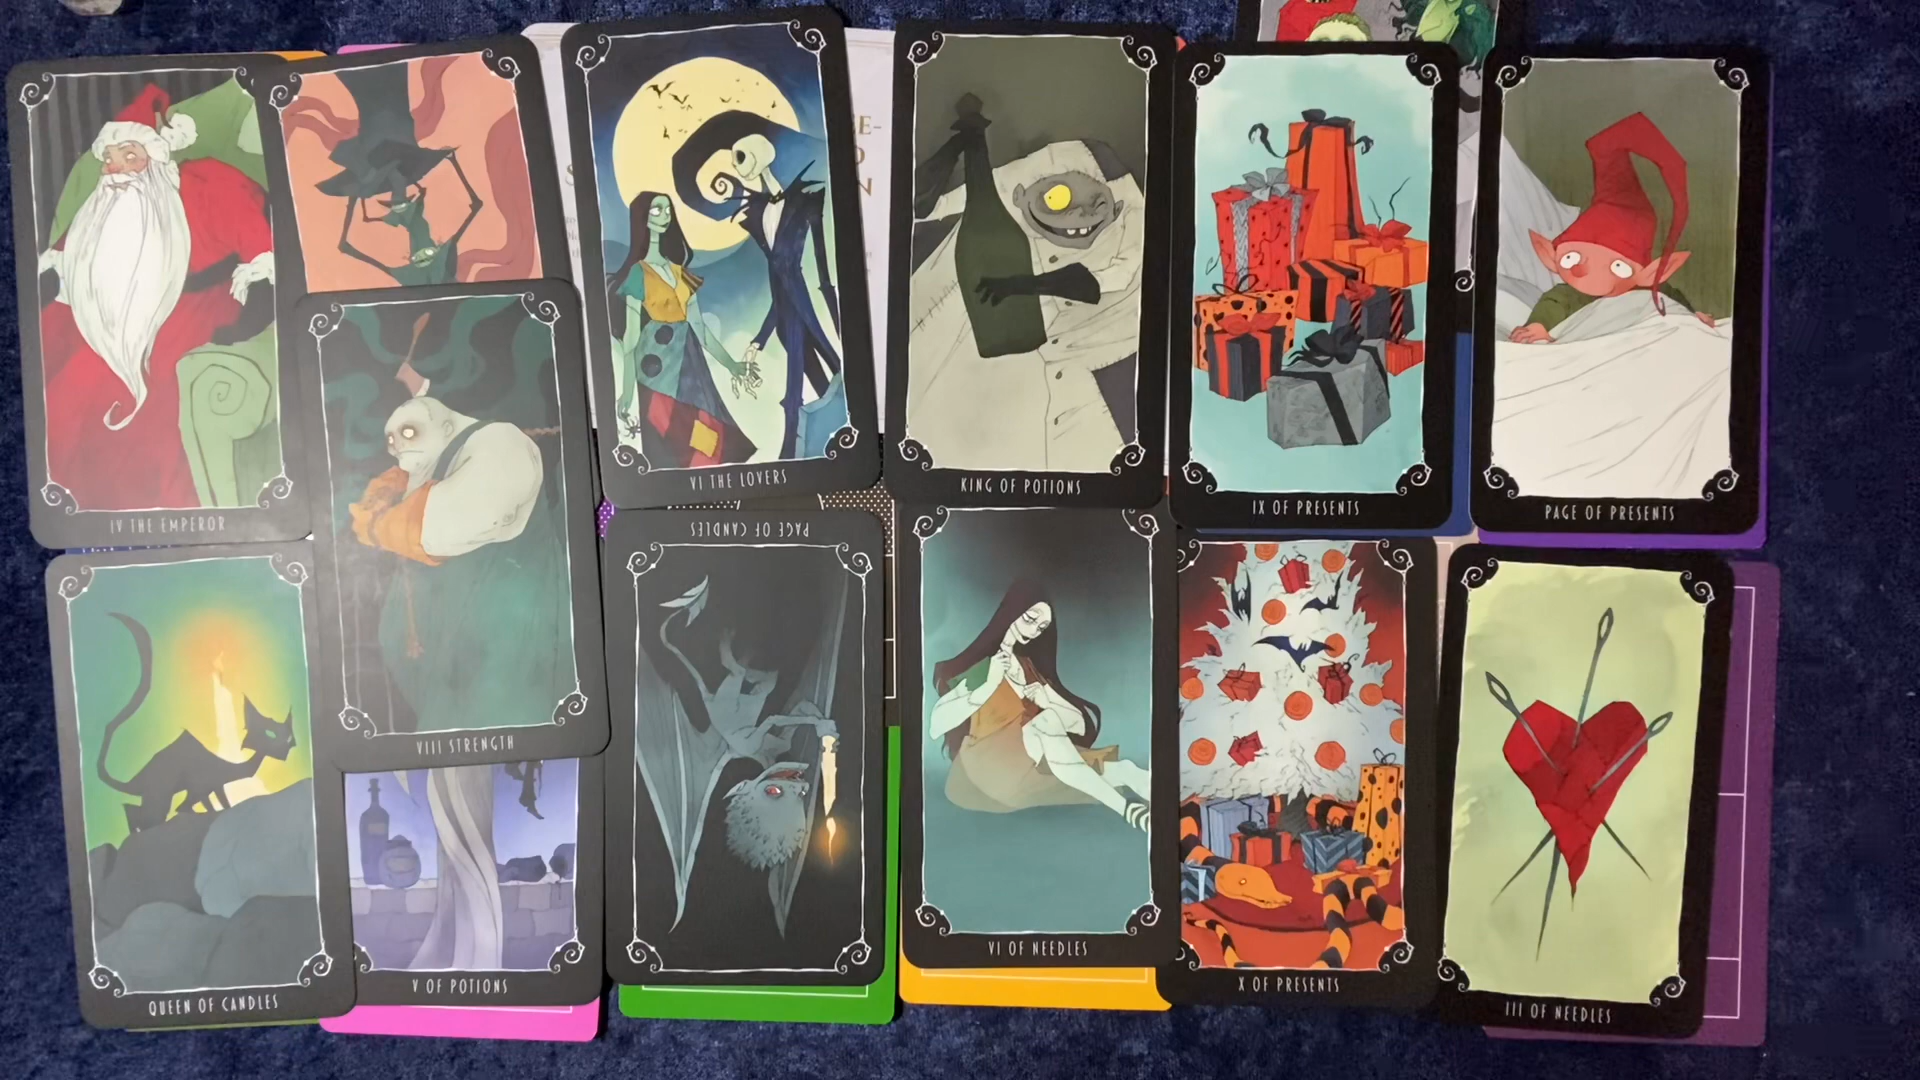 E-
D
S
N
IV THE EMPEROR
VI THE LOVERS
KING OF POTIONS
IX OF PRESENTS
PAGE OF PRESENTS
VIII STRENGTH
PAGE OF CANDLES
QUEEN OF CANDLES
V OF POTIONS
VI OF NEEDLES
X OF PRESENTS
III OF NEEDLES